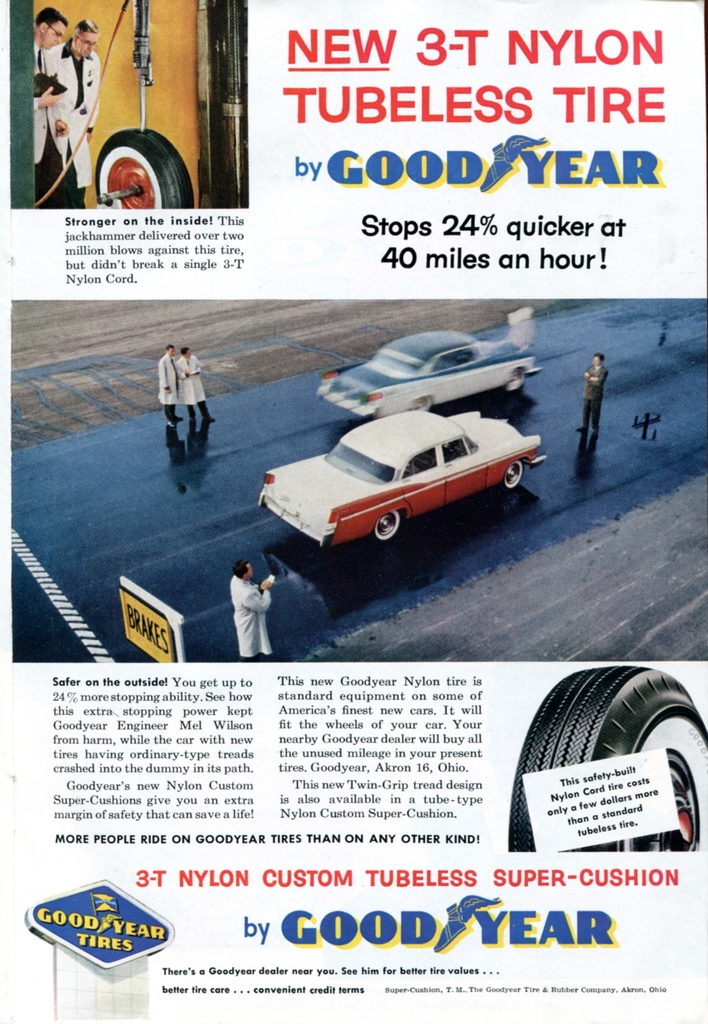 NEW 3-T NYLON
TUBELESS TIRE
by GOODYEAR
Stops 24% quicker at
40 miles an hour!
Stronger on the inside! This
jackhammer delivered over two
million blows against this tire,
but didn't break a single 3-T
Nylon Cord.
BRAKES
Safer on the outside! You get up to
24% more stopping ability. See how
this extra stopping power kept
Goodyear Engineer Mel Wilson
from harm, while the car with new
tires having ordinary-type treads
crashed into the dummy in its path.
Goodyear's new Nylon Custom
Super-Cushions give you an extra
margin of safety that can save a life!
This new Goodyear Nylon tire is
standard equipment on some of
America's finest new cars. It will
fit the wheels of your car. Your
nearby Goodyear dealer will buy all
the unused mileage in your present
tires. Goodyear, Akron 16, Ohio.
This new Twin-Grip tread design
is also available in a tube-type
Nylon Custom Super-Cushion.
GOODYEAR
This safety-built
Nylon Cord tire costs
only a few dollars more
than a standard
tubeless tire.
MORE PEOPLE RIDE ON GOODYEAR TIRES THAN ON ANY OTHER KIND!
3-T NYLON CUSTOM TUBELESS SUPER-CUSHION
by GOODYEAR
GOODYEAR
TIRES
There's a Goodyear dealer near you. See him for better tire values . . .
better tire care . . . convenient credit terms
Super-Cushion, T. M., The Goodyear Tire & Rubber Company, Akron, Ohio